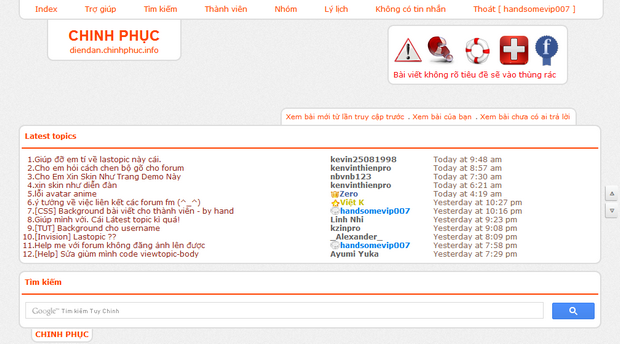 Index Trợ giúp Tìm kiếm Thành viên Nhóm Lý lịch Không có tin nhắn Thoát [ handsomevip007 ]
CHINH PHỤC
diendan.chinhphuc.info
Bài viết không rõ tiêu đề sẽ vào thùng rác
Xem bài mới từ lần truy cập trước . Xem bài của bạn . Xem bài chưa có ai trả lời
Latest topics
1.Giúp đỡ em tí về lastopic này cái. kevin25081998 Today at 9:48 am
2.Cho em hỏi cách chen bộ gõ cho forum kenvinthienpro Today at 8:57 am
3.Cho Em Xin Skin Như Trang Demo Này nbvnb123 Today at 7:30 am
4.xin skin như diễn đàn kenvinthienpro Today at 6:21 am
5.lỗi avatar anime Zero Today at 4:19 am
6.ý tưởng về việc liên kết các forum fm (^_^) Việt K Yesterday at 10:27 pm
7.[CSS] Background bài viết cho thành viên - by hand handsomevip007 Yesterday at 10:16 pm
8.Giúp mình với. Cái Látest topic kì quá! Linh Nhi Yesterday at 9:23 pm
9.[TUT] Background cho username kzinpro Yesterday at 9:08 pm
10.[Invision] Lastopic ?? _Alexander_ Yesterday at 8:09 pm
11.Help me với forum không đăng ảnh lên được handsomevip007 Yesterday at 7:58 pm
12.[Help] Sửa giùm mình code viewtopic-body Ayumi Yuka Yesterday at 7:29 pm
Tìm kiếm
Google™ Tìm kiếm Tùy Chỉnh
CHINH PHỤC